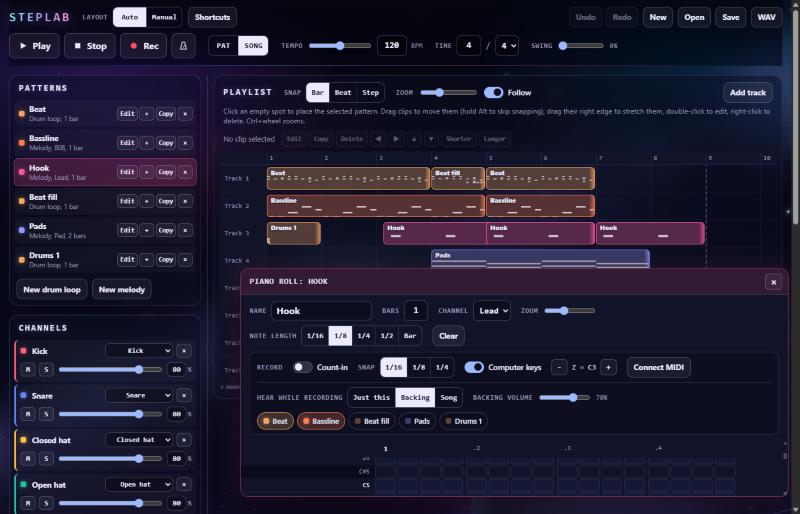 STEPLAB LAYOUT Auto Manual Shortcuts Undo Redo New Open Save WAV
Play Stop Rec PAT SONG TEMPO 120 BPM TIME 4 / 4 SWING 0%
PATTERNS
Beat
Drum loop, 1 bar
Edit + Copy ×
Bassline
Melody, 808, 1 bar
Edit + Copy ×
Hook
Melody, Lead, 1 bar
Edit + Copy ×
Beat fill
Drum loop, 1 bar
Edit + Copy ×
Pads
Melody, Pad, 2 bars
Edit + Copy ×
Drums 1
Drum loop, 1 bar
Edit + Copy ×
New drum loop New melody
CHANNELS
Kick Kick ×
M S 80 %
Snare Snare ×
M S 80 %
Closed hat Closed hat ×
M S 80 %
Open hat Open hat ×
M S 80 %
PLAYLIST SNAP Bar Beat Step ZOOM Follow Add track
Click an empty spot to place the selected pattern. Drag clips to move them (hold Alt to skip snapping), drag their right edge to stretch them, double-click to edit, right-click to
delete. Ctrl+wheel zooms.
No clip selected Edit Copy Delete ◀ ▶ ▲ ▼ Shorter Longer
1 2 3 4 5 6 7 8 9 10
Track 1 Beat Beat fill Beat
Track 2 Bassline Bassline
Track 3 Drums 1 Hook Hook Hook
Track 4 Pads
PIANO ROLL: HOOK ×
NAME Hook BARS 1 CHANNEL Lead ZOOM
NOTE LENGTH 1/16 1/8 1/4 1/2 Bar Clear
RECORD Count-in SNAP 1/16 1/8 1/4 Computer keys - Z = C3 + Connect MIDI
HEAR WHILE RECORDING Just this Backing Song BACKING VOLUME 70%
Beat Bassline Beat fill Pads Drums 1
1 .2 .3 .4
C#5
C5